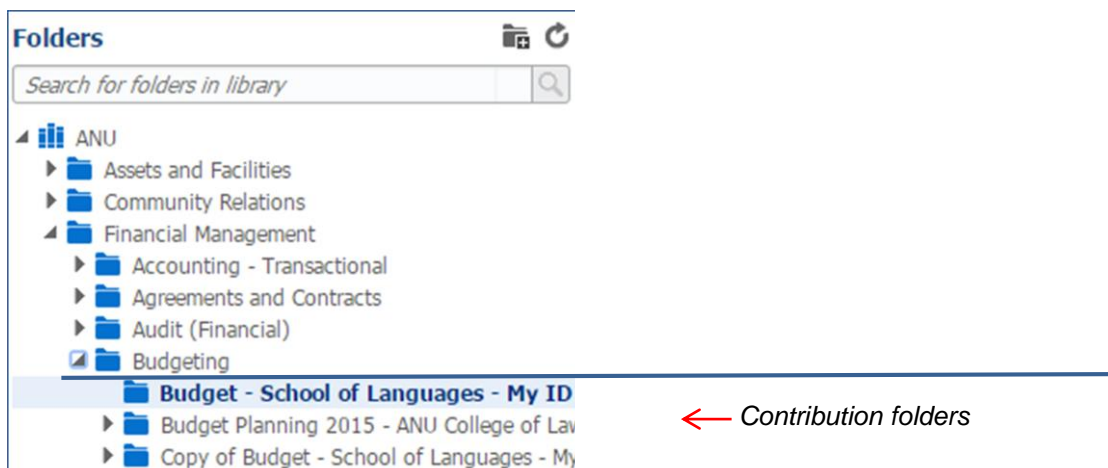 Folders
Search for folders in library
ANU
Assets and Facilities
Community Relations
Financial Management
Accounting - Transactional
Agreements and Contracts
Audit (Financial)
Budgeting
Budget - School of Languages - My ID
Budget Planning 2015 - ANU College of Law
Contribution folders
Copy of Budget - School of Languages - My